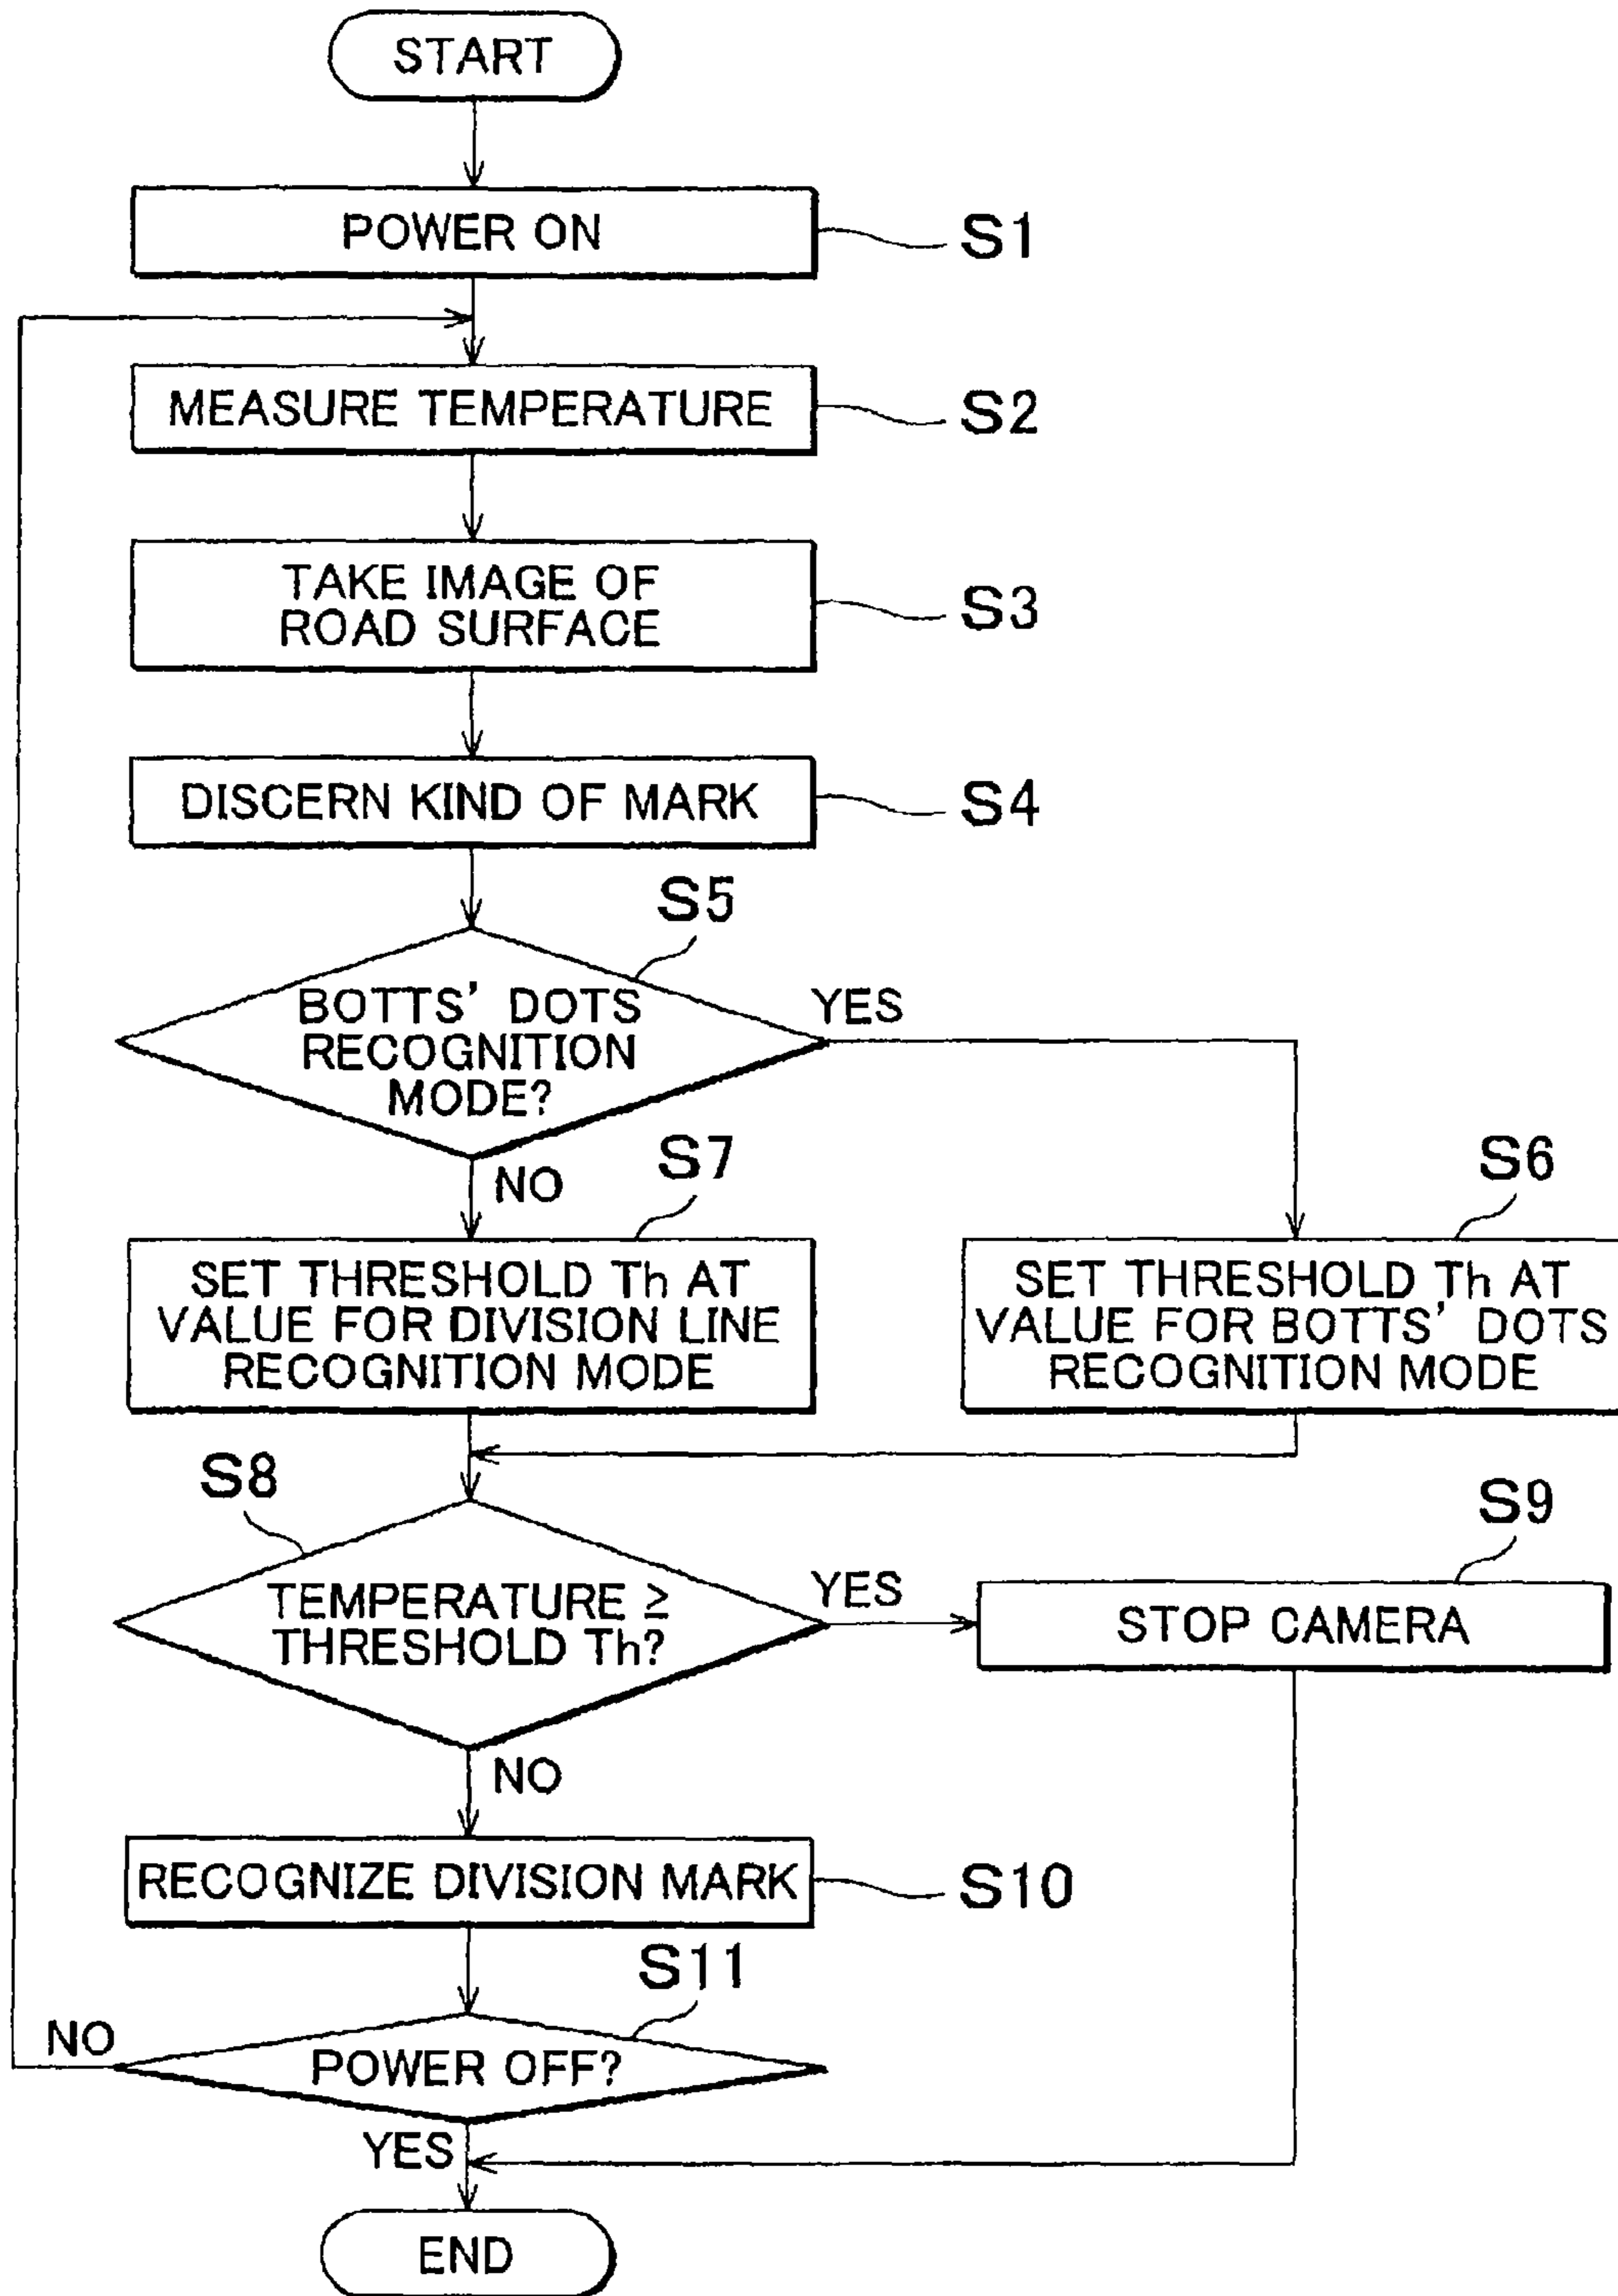 START
POWER ON
S1
MEASURE TEMPERATURE
S2
TAKE IMAGE OF
ROAD SURFACE
S3
DISCERN KIND OF MARK
S4
S5
BOTTS' DOTS
RECOGNITION
MODE?
YES
NO
S7
S6
SET THRESHOLD Th AT
VALUE FOR DIVISION LINE
RECOGNITION MODE
SET THRESHOLD Th AT
VALUE FOR BOTTS' DOTS
RECOGNITION MODE
S8
TEMPERATURE ≧
THRESHOLD Th?
YES
S9
STOP CAMERA
NO
RECOGNIZE DIVISION MARK
S10
S11
POWER OFF?
NO
YES
END